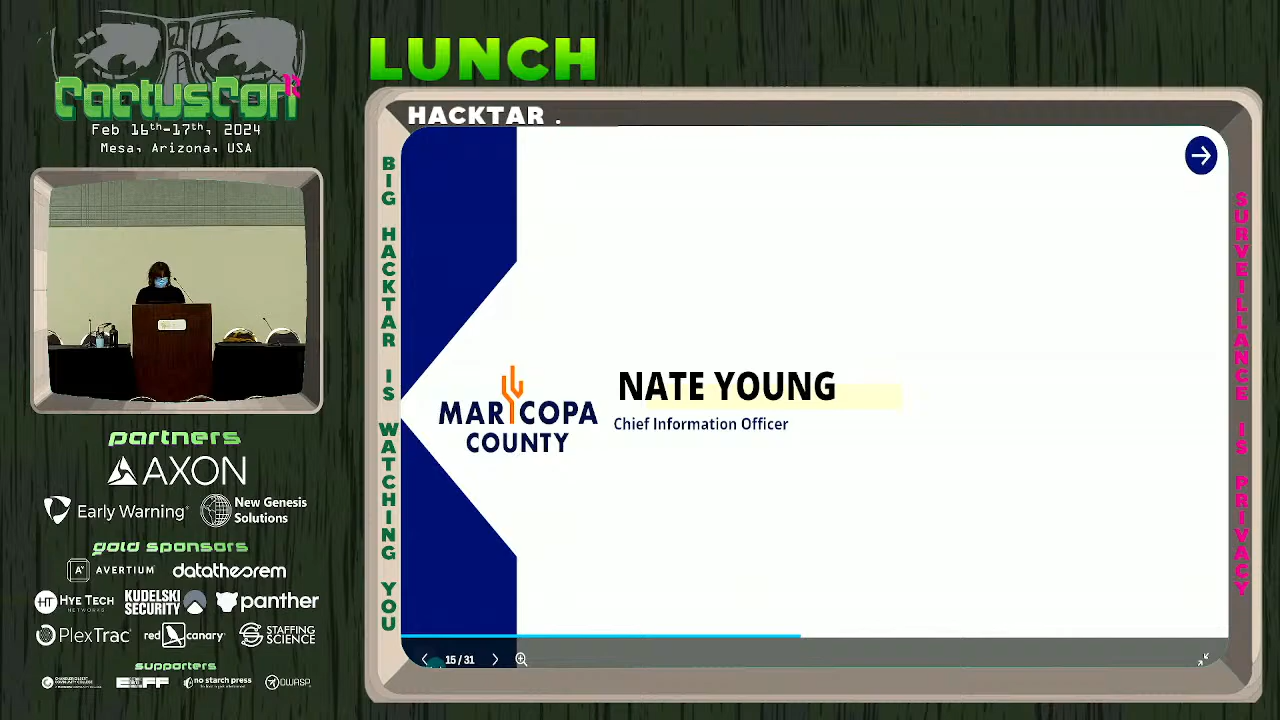 CactusCon
Feb 16th-17th, 2024
Mesa, Arizona, USA
partners
AXON
Early Warning
New Genesis
Solutions
gold sponsors
AVERTIUM
datatheorem
HT
HYE TECH
NETWORKS
KUDELSKI
SECURITY
panther
PlexTrac
red canary
STAFFING
SCIENCE
supporters
EFF
no starch press
OWASP
LUNCH
HACKTAR .
BIG HACKTAR IS WATCHING YOU
MARICOPA
COUNTY
NATE YOUNG
Chief Information Officer
15 / 31
SURVEILLANCE IS PRIVACY